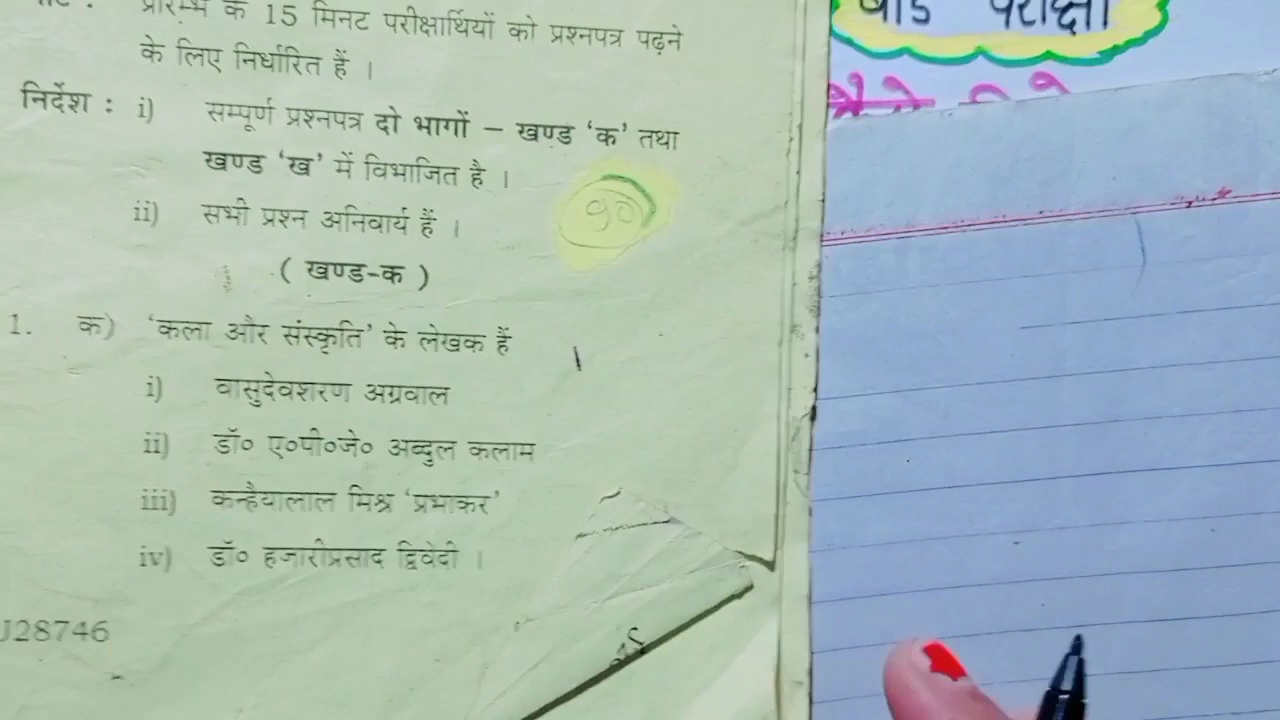 प्रारम्भ के 15 मिनट परीक्षार्थियों को प्रश्नपत्र पढ़ने
के लिए निर्धारित हैं ।
निर्देश : i) सम्पूर्ण प्रश्नपत्र दो भागों – खण्ड 'क' तथा
खण्ड 'ख' में विभाजित है ।
ii) सभी प्रश्न अनिवार्य हैं ।
90
( खण्ड-क )
1. क) 'कला और संस्कृति' के लेखक हैं
i) वासुदेवशरण अग्रवाल
ii) डॉ० ए०पी०जे० अब्दुल कलाम
iii) कन्हैयालाल मिश्र 'प्रभाकर'
iv) डॉ० हजारीप्रसाद द्विवेदी ।
J28746
बोर्ड परीक्षा